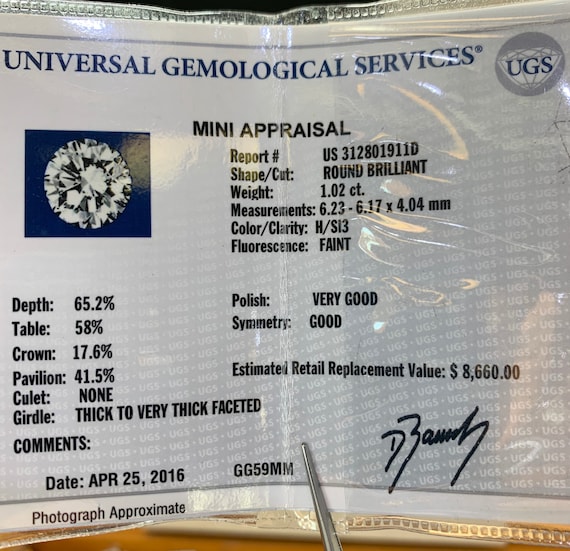 UNIVERSAL GEMOLOGICAL SERVICES®
UGS
MINI APPRAISAL
Report # US 312801911D
Shape/Cut: ROUND BRILLIANT
Weight: 1.02 ct.
Measurements: 6.23 - 6.17 x 4.04 mm
Color/Clarity: H/SI3
Fluorescence: FAINT
Depth: 65.2%
Table: 58%
Crown: 17.6%
Pavilion: 41.5%
Culet: NONE
Girdle: THICK TO VERY THICK FACETED
Polish: VERY GOOD
Symmetry: GOOD
Estimated Retail Replacement Value: $ 8,660.00
COMMENTS:
Date: APR 25, 2016
GG59MM
Photograph Approximate